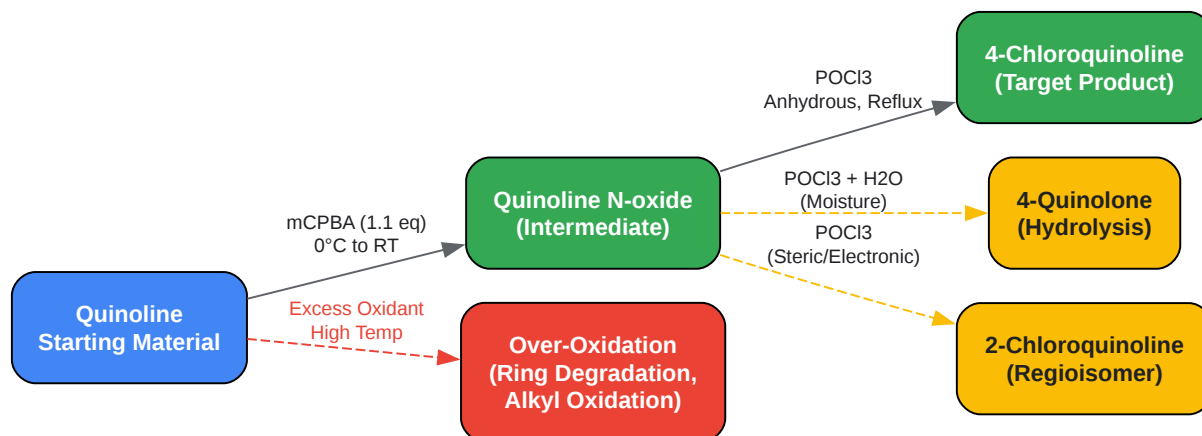 4-Chloroquinoline
(Target Product)
POCl3
Anhydrous, Reflux
Quinoline N-oxide
(Intermediate)
POCl3 + H2O
(Moisture)
4-Quinolone
(Hydrolysis)
mCPBA (1.1 eq)
0°C to RT
POCl3
(Steric/Electronic)
Quinoline
Starting Material
Excess Oxidant
High Temp
Over-Oxidation
(Ring Degradation,
Alkyl Oxidation)
2-Chloroquinoline
(Regioisomer)